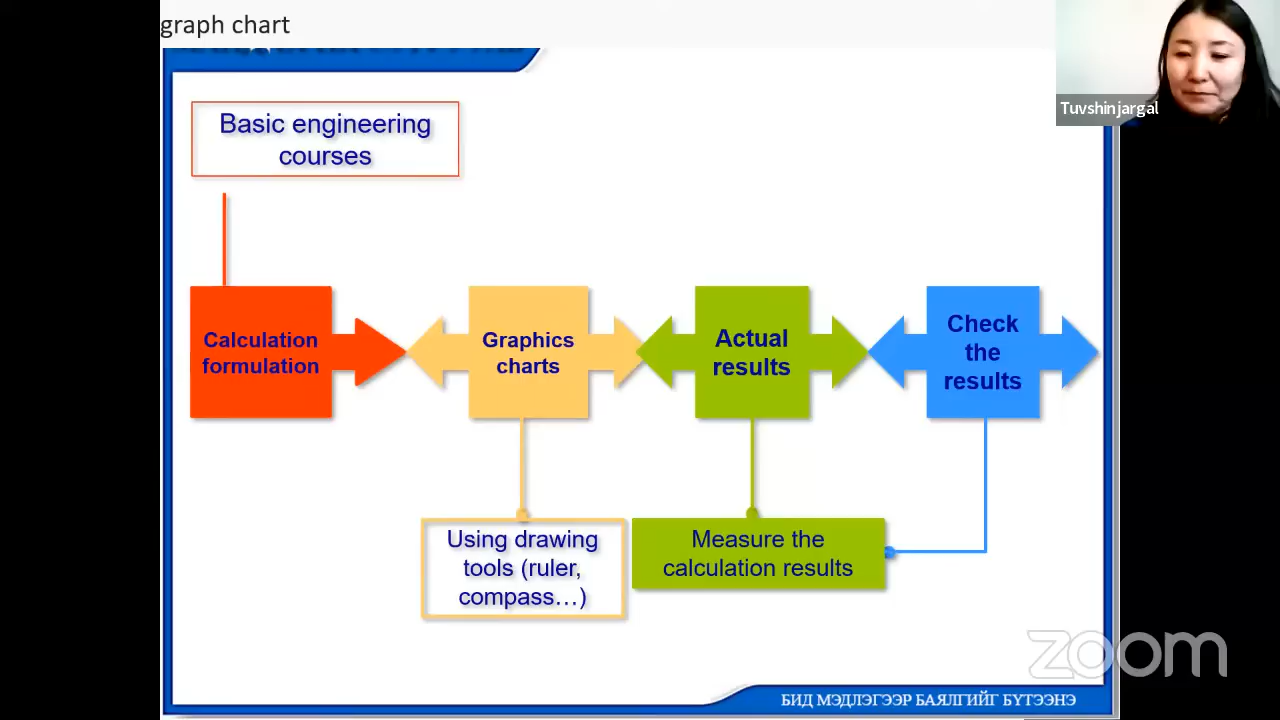 graph chart
Tuvshinjargal
Basic engineering
courses
Calculation
formulation
Graphics
charts
Actual
results
Check
the
results
Using drawing
tools (ruler,
compass…)
Measure the
calculation results
zoom
БИД МЭДЛЭГЭЭР БАЯЛГИЙГ БҮТЭЭНЭ